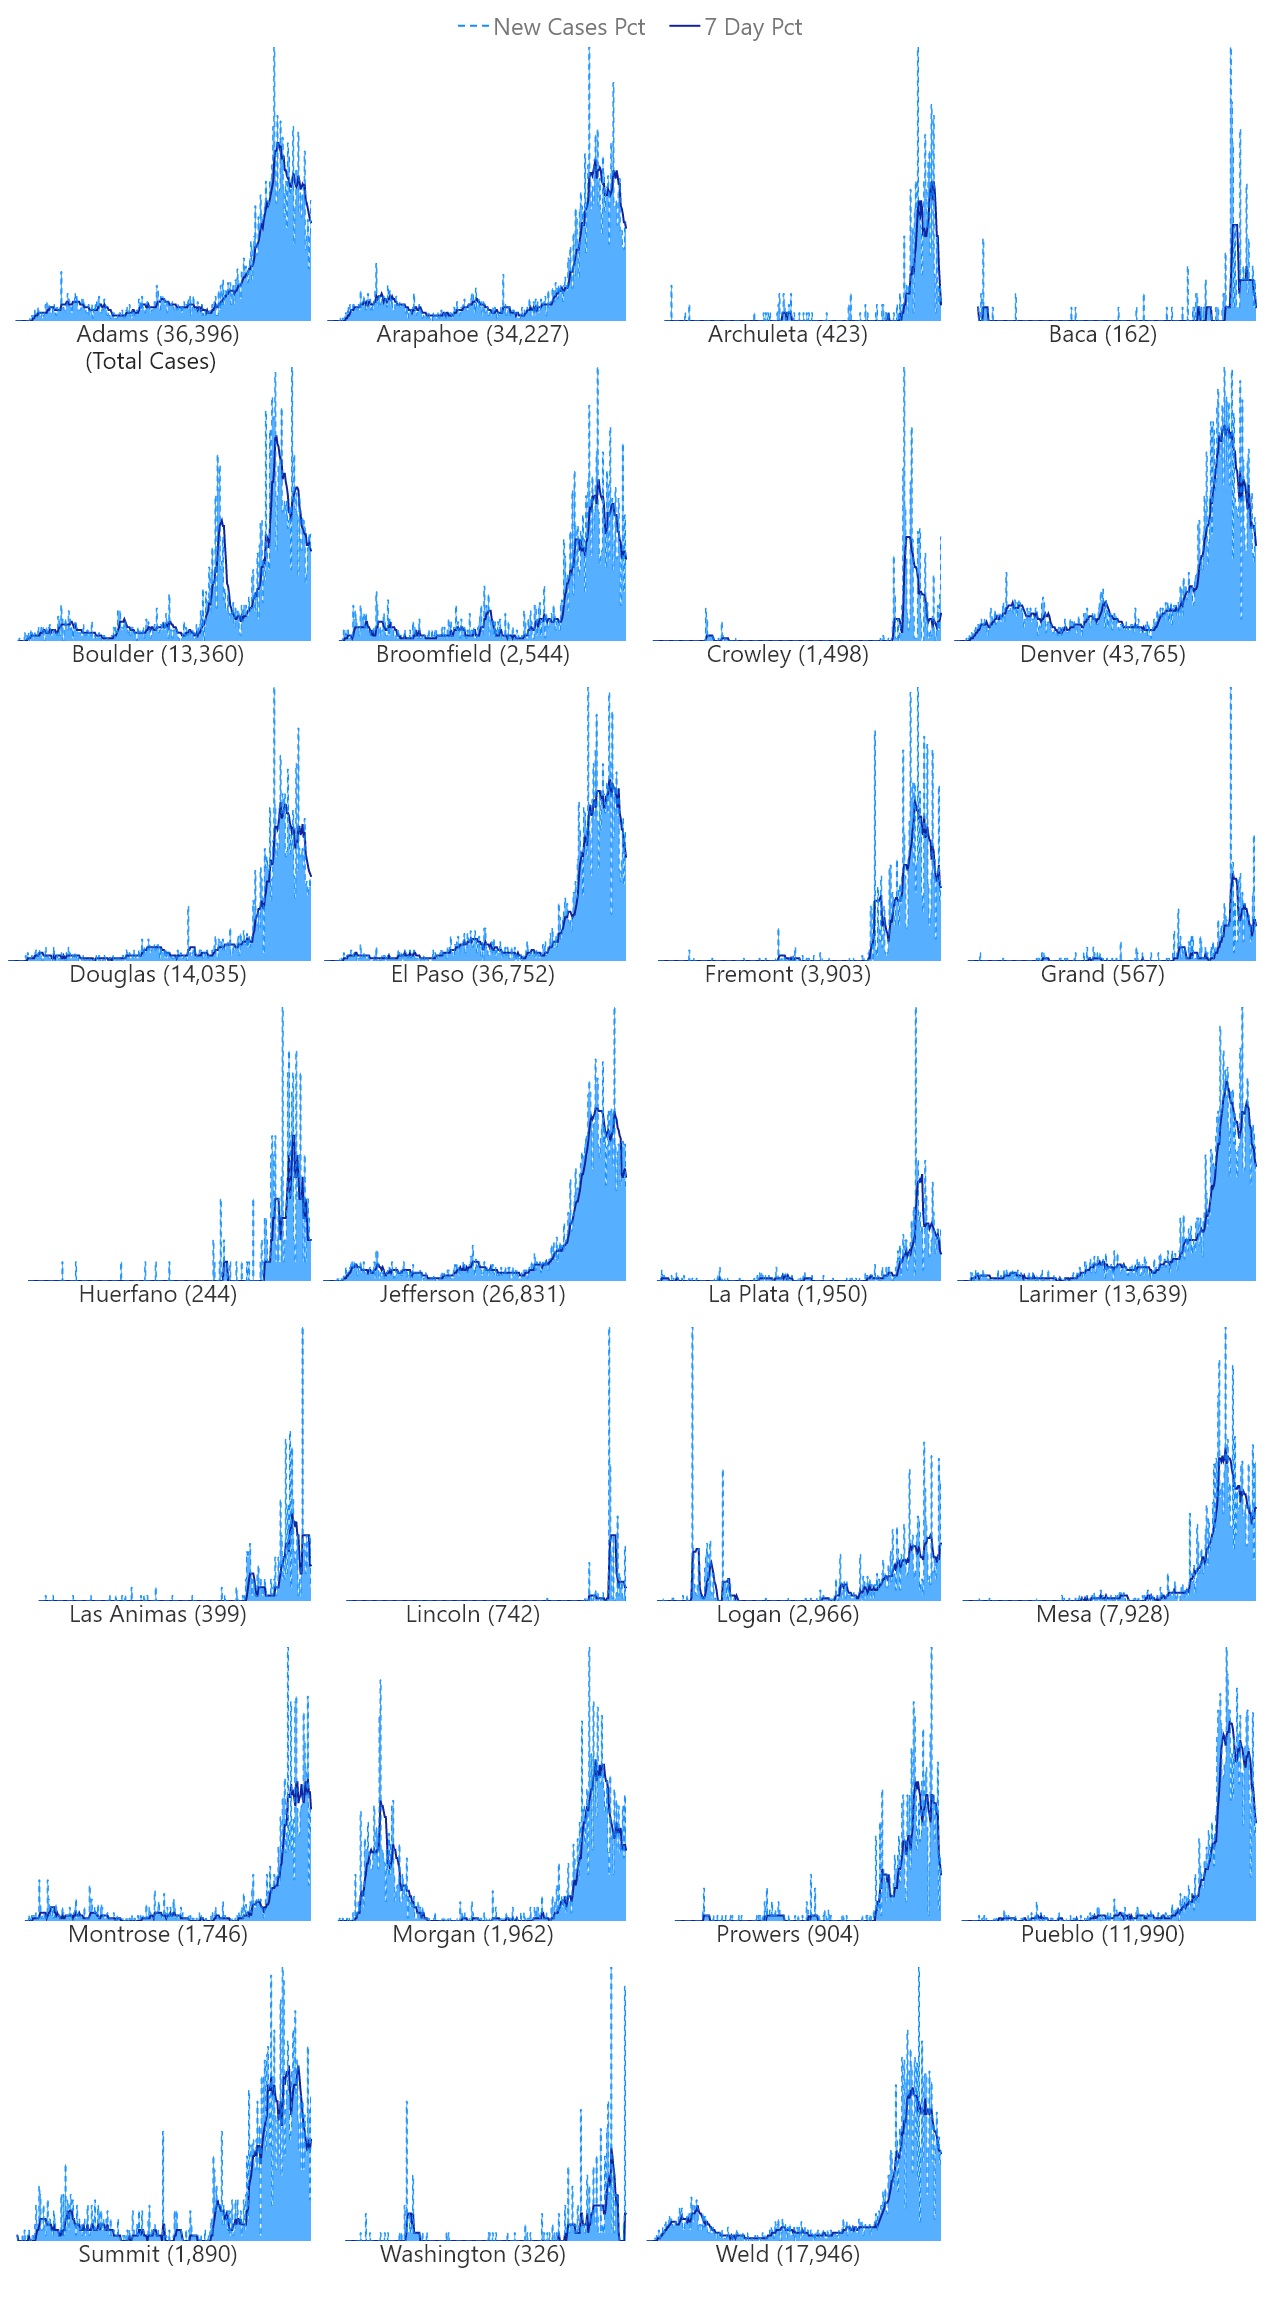 New Cases Pct 7 Day Pct
Adams (36,396) Arapahoe (34,227) Archuleta (423) Baca (162)
(Total Cases)
Boulder (13,360) Broomfield (2,544) Crowley (1,498) Denver (43,765)
Douglas (14,035) El Paso (36,752) Fremont (3,903) Grand (567)
Huerfano (244) Jefferson (26,831) La Plata (1,950) Larimer (13,639)
Las Animas (399) Lincoln (742) Logan (2,966) Mesa (7,928)
Montrose (1,746) Morgan (1,962) Prowers (904) Pueblo (11,990)
Summit (1,890) Washington (326) Weld (17,946)